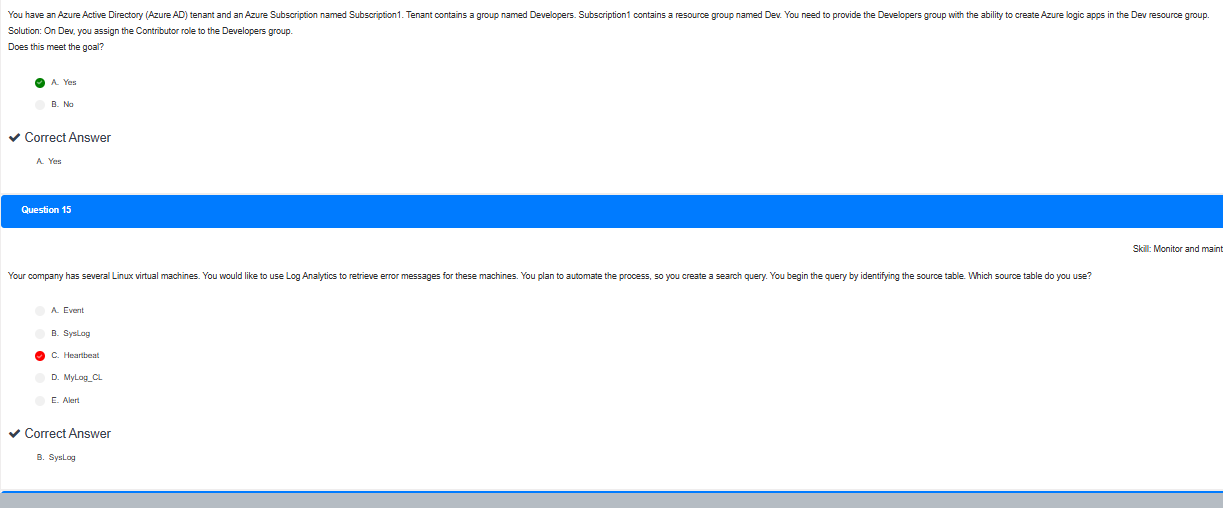 You have an Azure Active Directory (Azure AD) tenant and an Azure Subscription named Subscription1. Tenant contains a group named Developers. Subscription1 contains a resource group named Dev. You need to provide the Developers group with the ability to create Azure logic apps in the Dev resource group.
Solution: On Dev, you assign the Contributor role to the Developers group.
Does this meet the goal?
A. Yes
B. No
Correct Answer
A. Yes
Question 15
Skill: Monitor and maint
Your company has several Linux virtual machines. You would like to use Log Analytics to retrieve error messages for these machines. You plan to automate the process, so you create a search query. You begin the query by identifying the source table. Which source table do you use?
A. Event
B. SysLog
C. Heartbeat
D. MyLog_CL
E. Alert
Correct Answer
B. SysLog